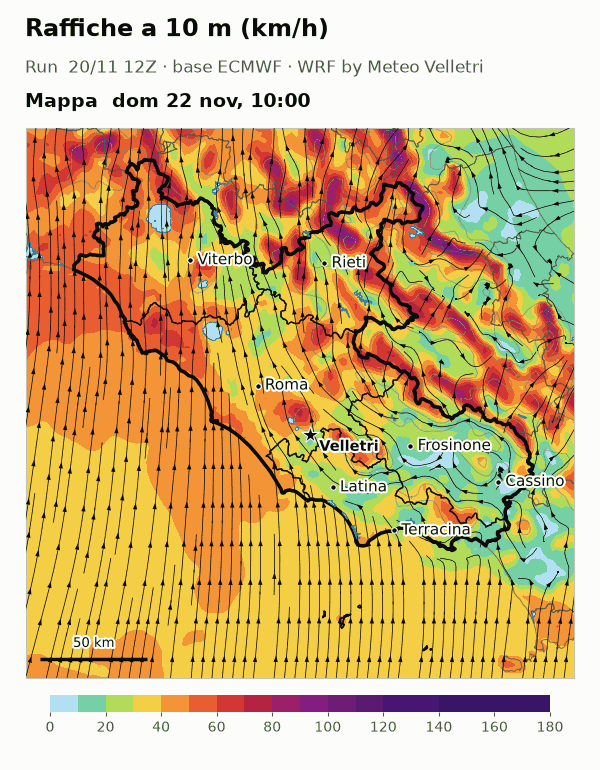 Raffiche a 10 m (km/h)
Run  20/11 12Z · base ECMWF · WRF by Meteo Velletri
Mappa  dom 22 nov, 10:00
Viterbo
Rieti
Roma
Velletri
Frosinone
Latina
Cassino
Terracina
50 km
0 20 40 60 80 100 120 140 160 180